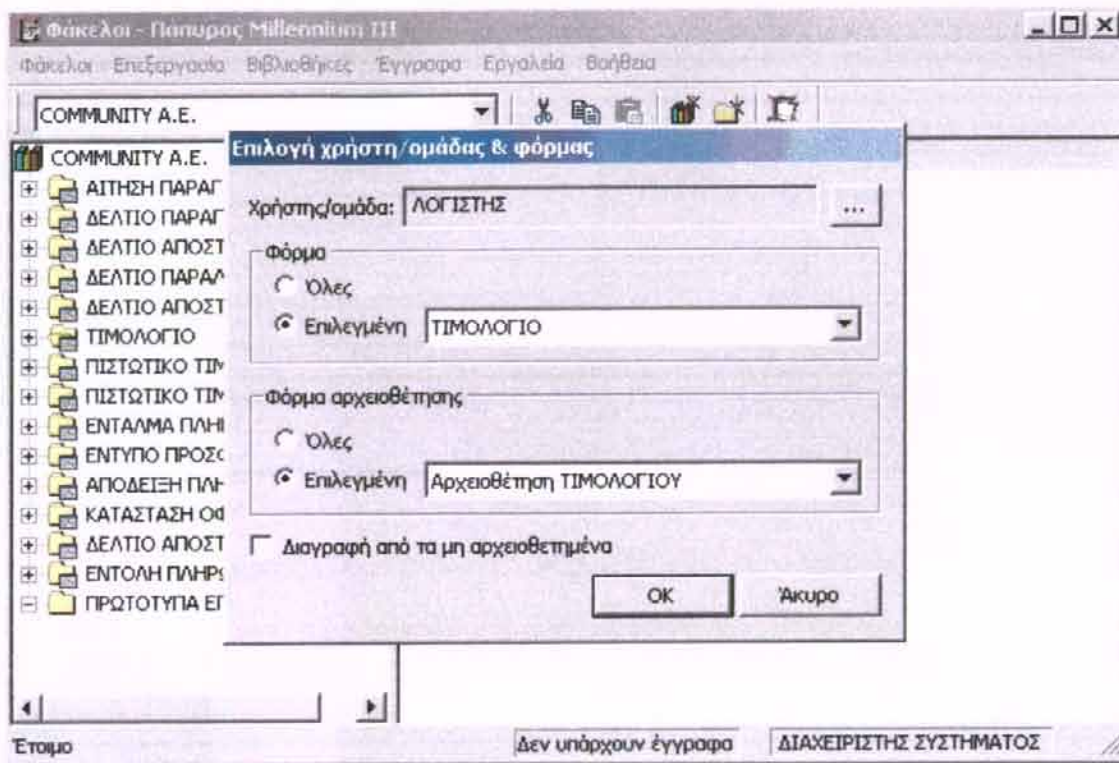 Φάκελοι - Πάπυρος Millennium III
Φάκελοι Επεξεργασία Βιβλιοθήκες Έγγραφα Εργαλεία Βοήθεια
COMMUNITY A.E.
COMMUNITY A.E.
ΑΙΤΗΣΗ ΠΑΡΑΓ
ΔΕΛΤΙΟ ΠΑΡΑΓ
ΔΕΛΤΙΟ ΑΠΟΣΤ
ΔΕΛΤΙΟ ΠΑΡΑΛ
ΔΕΛΤΙΟ ΑΠΟΣΤ
ΤΙΜΟΛΟΓΙΟ
ΠΙΣΤΩΤΙΚΟ ΤΙΜ
ΠΙΣΤΩΤΙΚΟ ΤΙΜ
ΕΝΤΑΛΜΑ ΠΛΗΡ
ΕΝΤΥΠΟ ΠΡΟΣΦ
ΑΠΟΔΕΙΞΗ ΠΛΗ
ΚΑΤΑΣΤΑΣΗ ΟΦ
ΔΕΛΤΙΟ ΑΠΟΣΤ
ΕΝΤΟΛΗ ΠΛΗΡΩ
ΠΡΩΤΟΤΥΠΑ ΕΓ
Επιλογή χρήστη/ομάδας & φόρμας
Χρήστης/ομάδα: ΛΟΓΙΣΤΗΣ ...
Φόρμα
Όλες
Επιλεγμένη ΤΙΜΟΛΟΓΙΟ
Φόρμα αρχειοθέτησης
Όλες
Επιλεγμένη Αρχειοθέτηση ΤΙΜΟΛΟΓΙΟΥ
Διαγραφή από τα μη αρχειοθετημένα
OK Άκυρο
Έτοιμο Δεν υπάρχουν έγγραφα ΔΙΑΧΕΙΡΙΣΤΗΣ ΣΥΣΤΗΜΑΤΟΣ